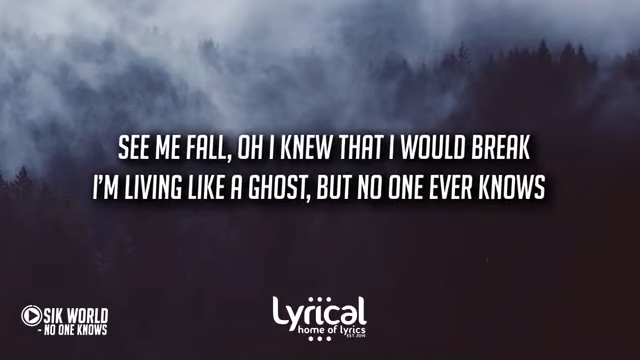 SEE ME FALL, OH I KNEW THAT I WOULD BREAK
I'M LIVING LIKE A GHOST, BUT NO ONE EVER KNOWS
SIK WORLD
- NO ONE KNOWS
Lyrical
home of lyrics
EST. 2014